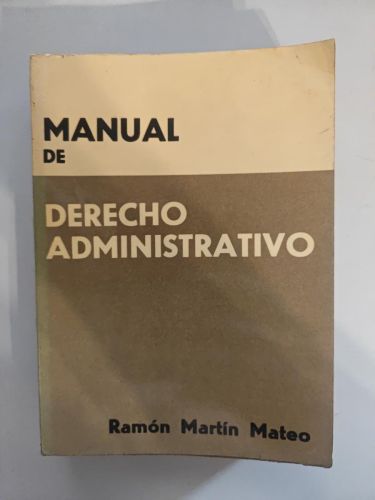 MANUAL
DE
DERECHO
ADMINISTRATIVO
Ramón Martín Mateo